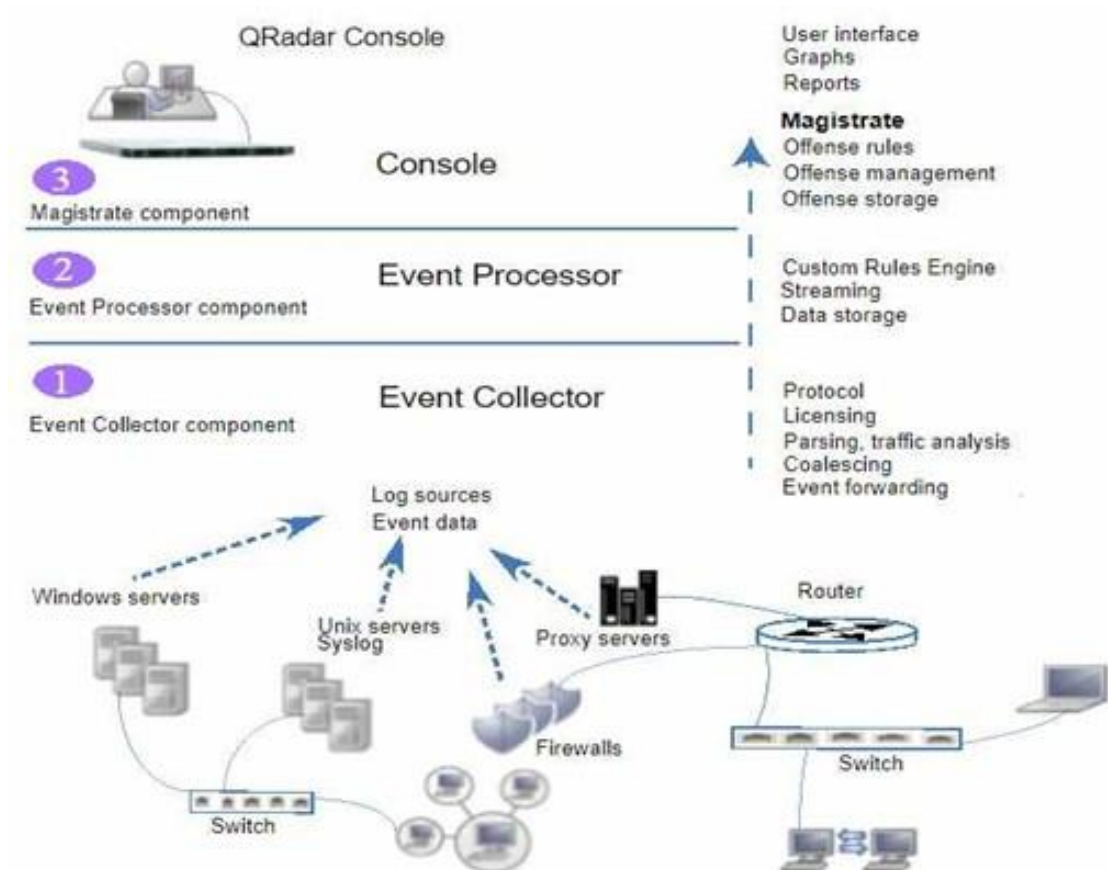 QRadar Console
User interface
Graphs
Reports
Magistrate
Offense rules
Offense management
Offense storage
Console
3
Magistrate component
2
Event Processor
Event Processor component
Custom Rules Engine
Streaming
Data storage
1
Event Collector
Event Collector component
Protocol
Licensing
Parsing, traffic analysis
Coalescing
Event forwarding
Log sources
Event data
Windows servers
Unix servers
Syslog
Proxy servers
Router
Firewalls
Switch
Switch